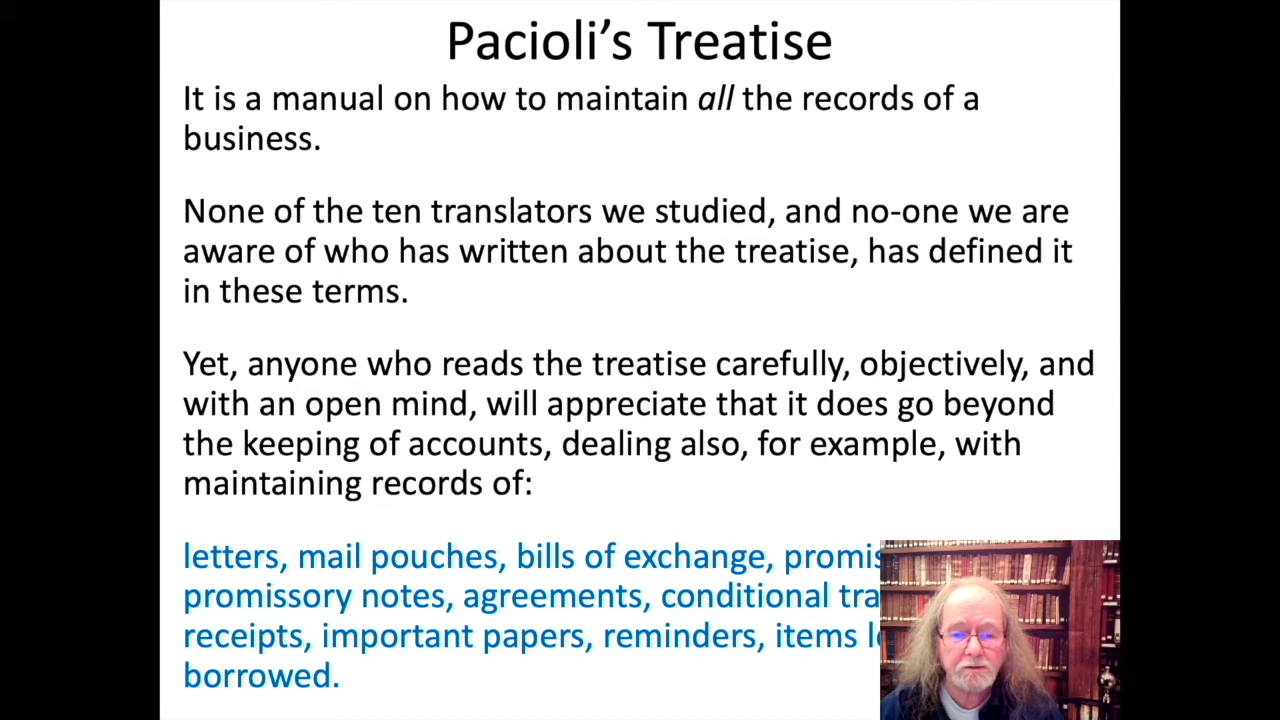 Pacioli’s Treatise
It is a manual on how to maintain all the records of a
business.
None of the ten translators we studied, and no-one we are
aware of who has written about the treatise, has defined it
in these terms.
Yet, anyone who reads the treatise carefully, objectively, and
with an open mind, will appreciate that it does go beyond
the keeping of accounts, dealing also, for example, with
maintaining records of:
letters, mail pouches, bills of exchange,
promissory notes, agreements, conditional
receipts, important papers, reminders, items
borrowed.